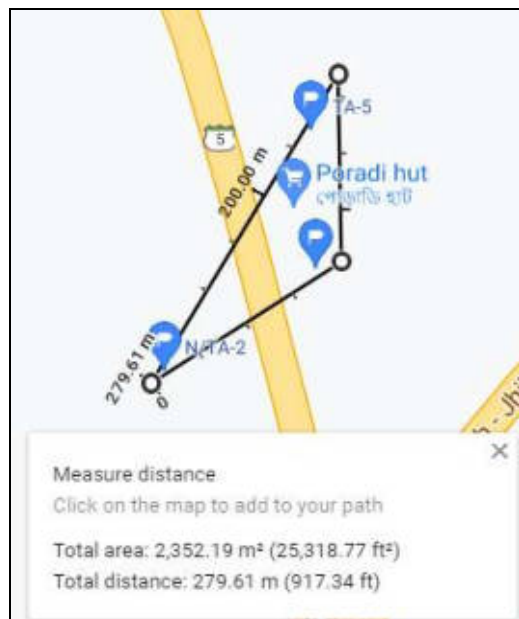 TA-5
5
200.00 m
Poradi hut
পোড়াডি হাট
N/TA-2
279.61 m
0
Measure distance
Click on the map to add to your path
Total area: 2,352.19 m² (25,318.77 ft²)
Total distance: 279.61 m (917.34 ft)